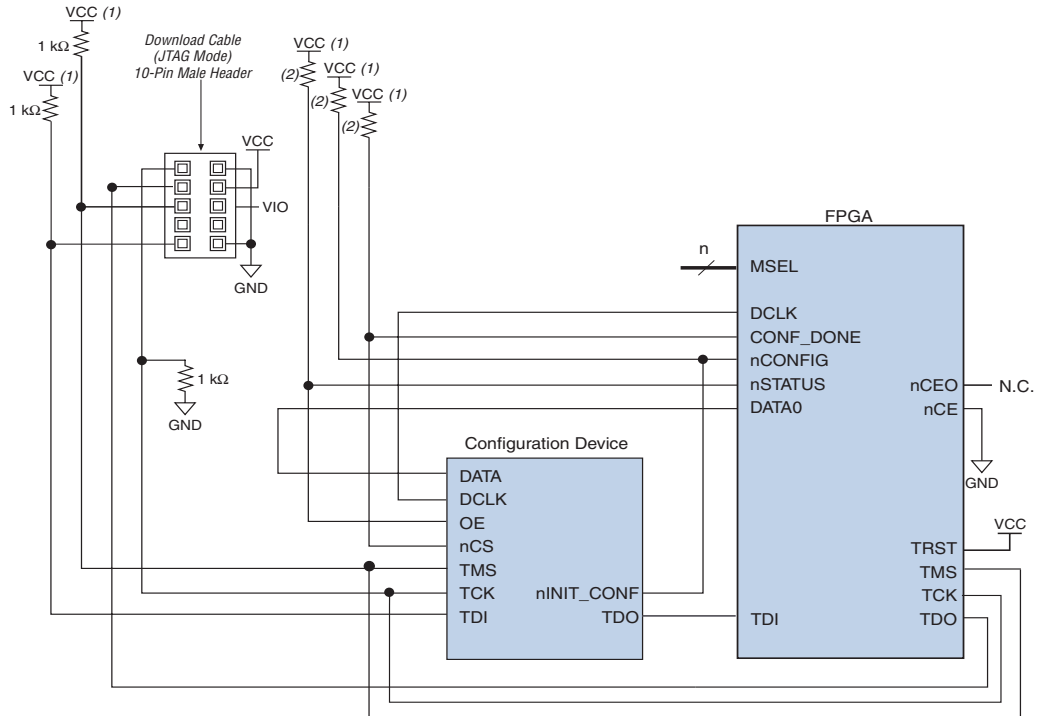 VCC (1)
1 kΩ
VCC (1)
1 kΩ
Download Cable
(JTAG Mode)
10-Pin Male Header
VCC
VIO
GND
1 kΩ
GND
VCC (1)
(2)
VCC (1)
(2)
VCC (1)
(2)
FPGA
n
MSEL
DCLK
CONF_DONE
nCONFIG
nSTATUS
DATA0
nCEO
N.C.
nCE
GND
VCC
TRST
TMS
TCK
TDO
TDI
Configuration Device
DATA
DCLK
OE
nCS
TMS
TCK
TDI
nINIT_CONF
TDO